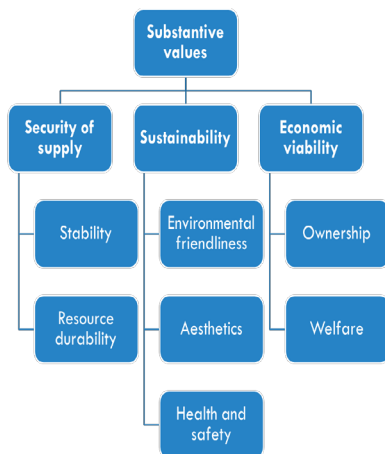 Substantive
values
Security of
supply
Sustainability
Economic
viability
Stability
Environmental
friendliness
Ownership
Resource
durability
Aesthetics
Welfare
Health and
safety